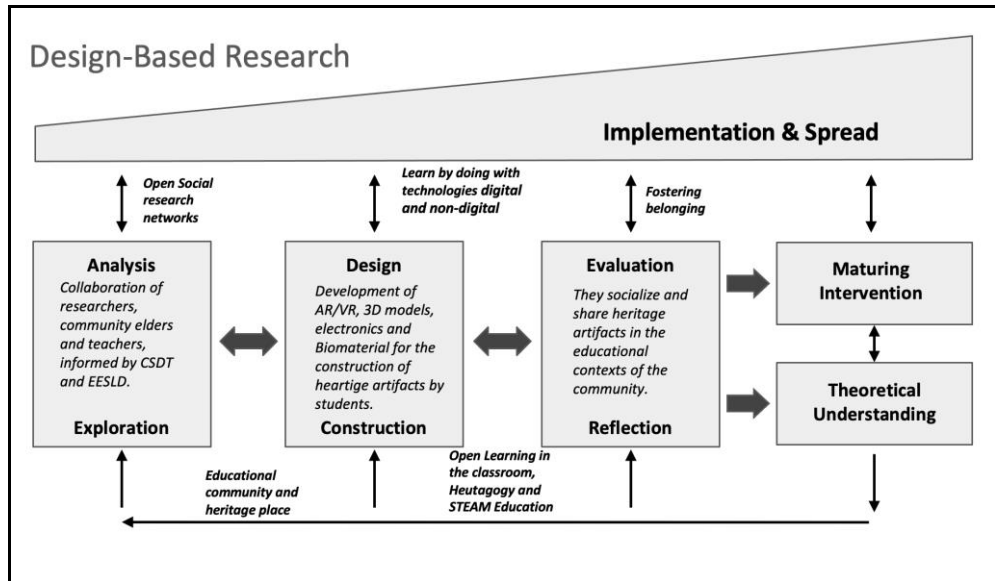 Design-Based Research
Implementation & Spread
Open Social
research
networks
Learn by doing with
technologies digital
and non-digital
Fostering
belonging
Analysis
Collaboration of
researchers,
community elders
and teachers,
informed by CSDT
and EESLD.
Exploration
Design
Development of
AR/VR, 3D models,
electronics and
Biomaterial for the
construction of
heartige artifacts by
students.
Construction
Evaluation
They socialize and
share heritage
artifacts in the
educational
contexts of the
community.
Reflection
Maturing
Intervention
Theoretical
Understanding
Educational
community and
heritage place
Open Learning in
the classroom,
Heutagogy and
STEAM Education